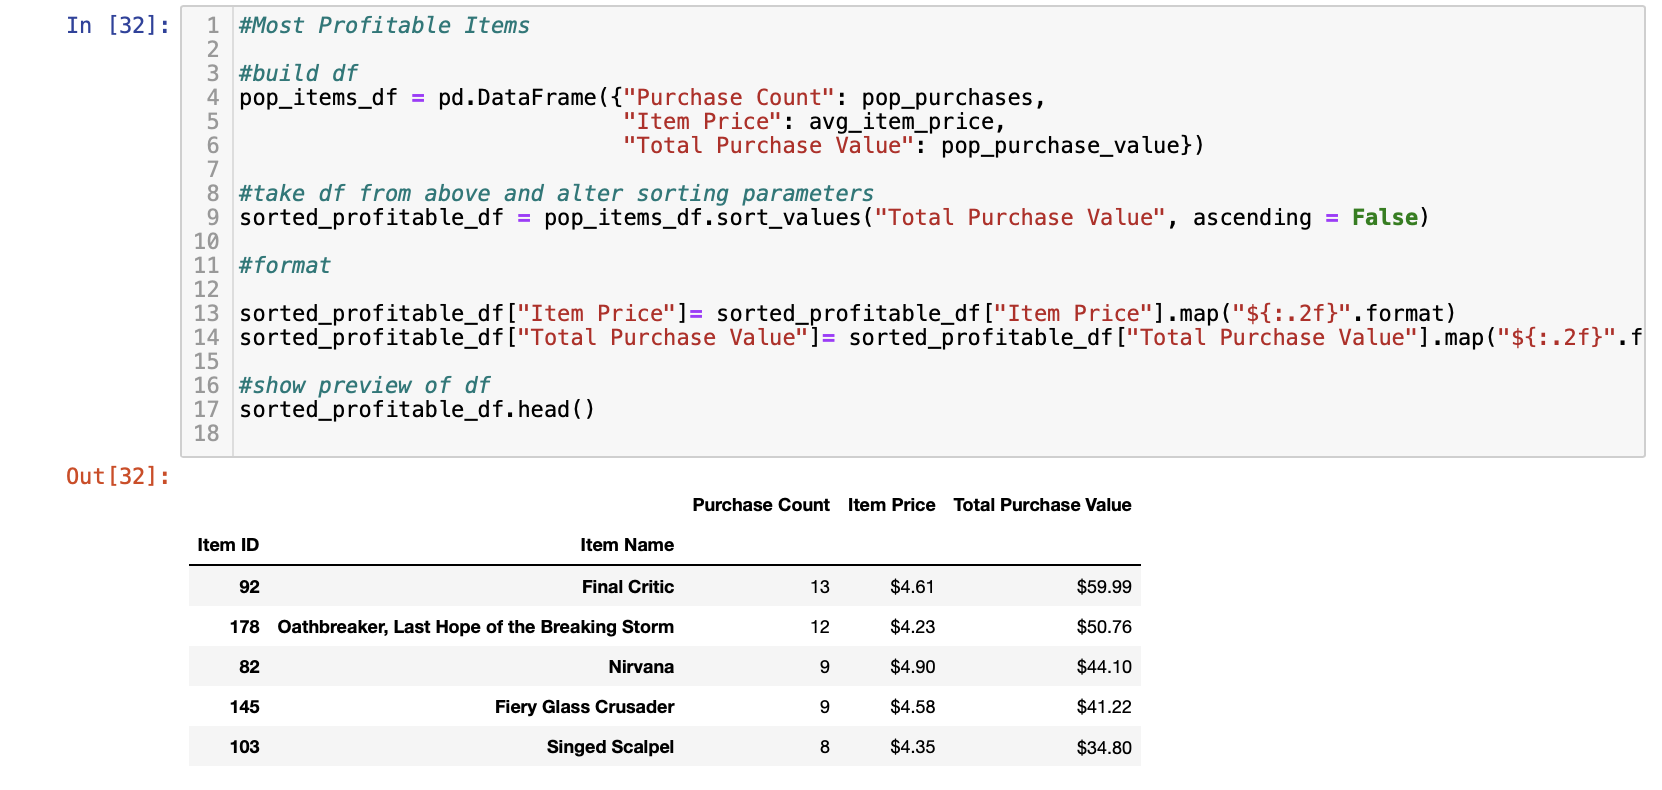 In [32]:
1 #Most Profitable Items
2
3 #build df
4 pop_items_df = pd.DataFrame({"Purchase Count": pop_purchases,
5 "Item Price": avg_item_price,
6 "Total Purchase Value": pop_purchase_value})
7
8 #take df from above and alter sorting parameters
9 sorted_profitable_df = pop_items_df.sort_values("Total Purchase Value", ascending = False)
10
11 #format
12
13 sorted_profitable_df["Item Price"]= sorted_profitable_df["Item Price"].map("${:.2f}".format)
14 sorted_profitable_df["Total Purchase Value"]= sorted_profitable_df["Total Purchase Value"].map("${:.2f}".f
15
16 #show preview of df
17 sorted_profitable_df.head()
18
Out[32]:
Purchase Count Item Price Total Purchase Value
Item ID Item Name
92 Final Critic 13 $4.61 $59.99
178 Oathbreaker, Last Hope of the Breaking Storm 12 $4.23 $50.76
82 Nirvana 9 $4.90 $44.10
145 Fiery Glass Crusader 9 $4.58 $41.22
103 Singed Scalpel 8 $4.35 $34.80